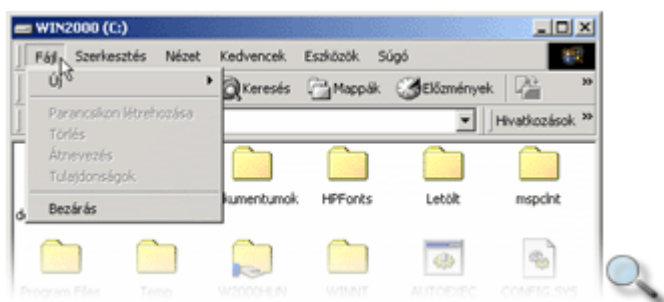 WIN2000 (C:)
Fájl Szerkesztés Nézet Kedvencek Eszközök Súgó
Új
Keresés Mappák Előzmények »
Parancsikon létrehozása
Hivatkozások »
Törlés
Átnevezés
Tulajdonságok
Bezárás
kumentumok HPFonts Letölt mspclnt
Program Files Temp W2000HUN WINNT AUTOEXEC CONFIG.SYS